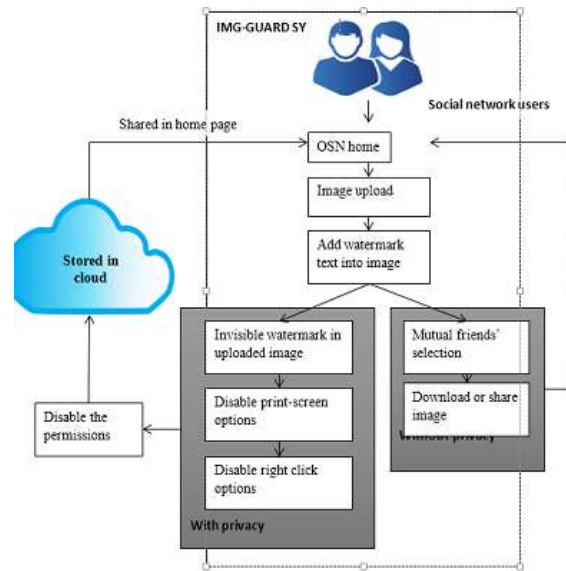 IMG-GUARD SY
Social network users
Shared in home page
OSN home
Image upload
Add watermark
text into image
Stored in
cloud
Invisible watermark in
uploaded image
Mutual friends'
selection
Disable print-screen
options
Download or share
image
Without privacy
Disable the
permissions
Disable right click
options
With privacy